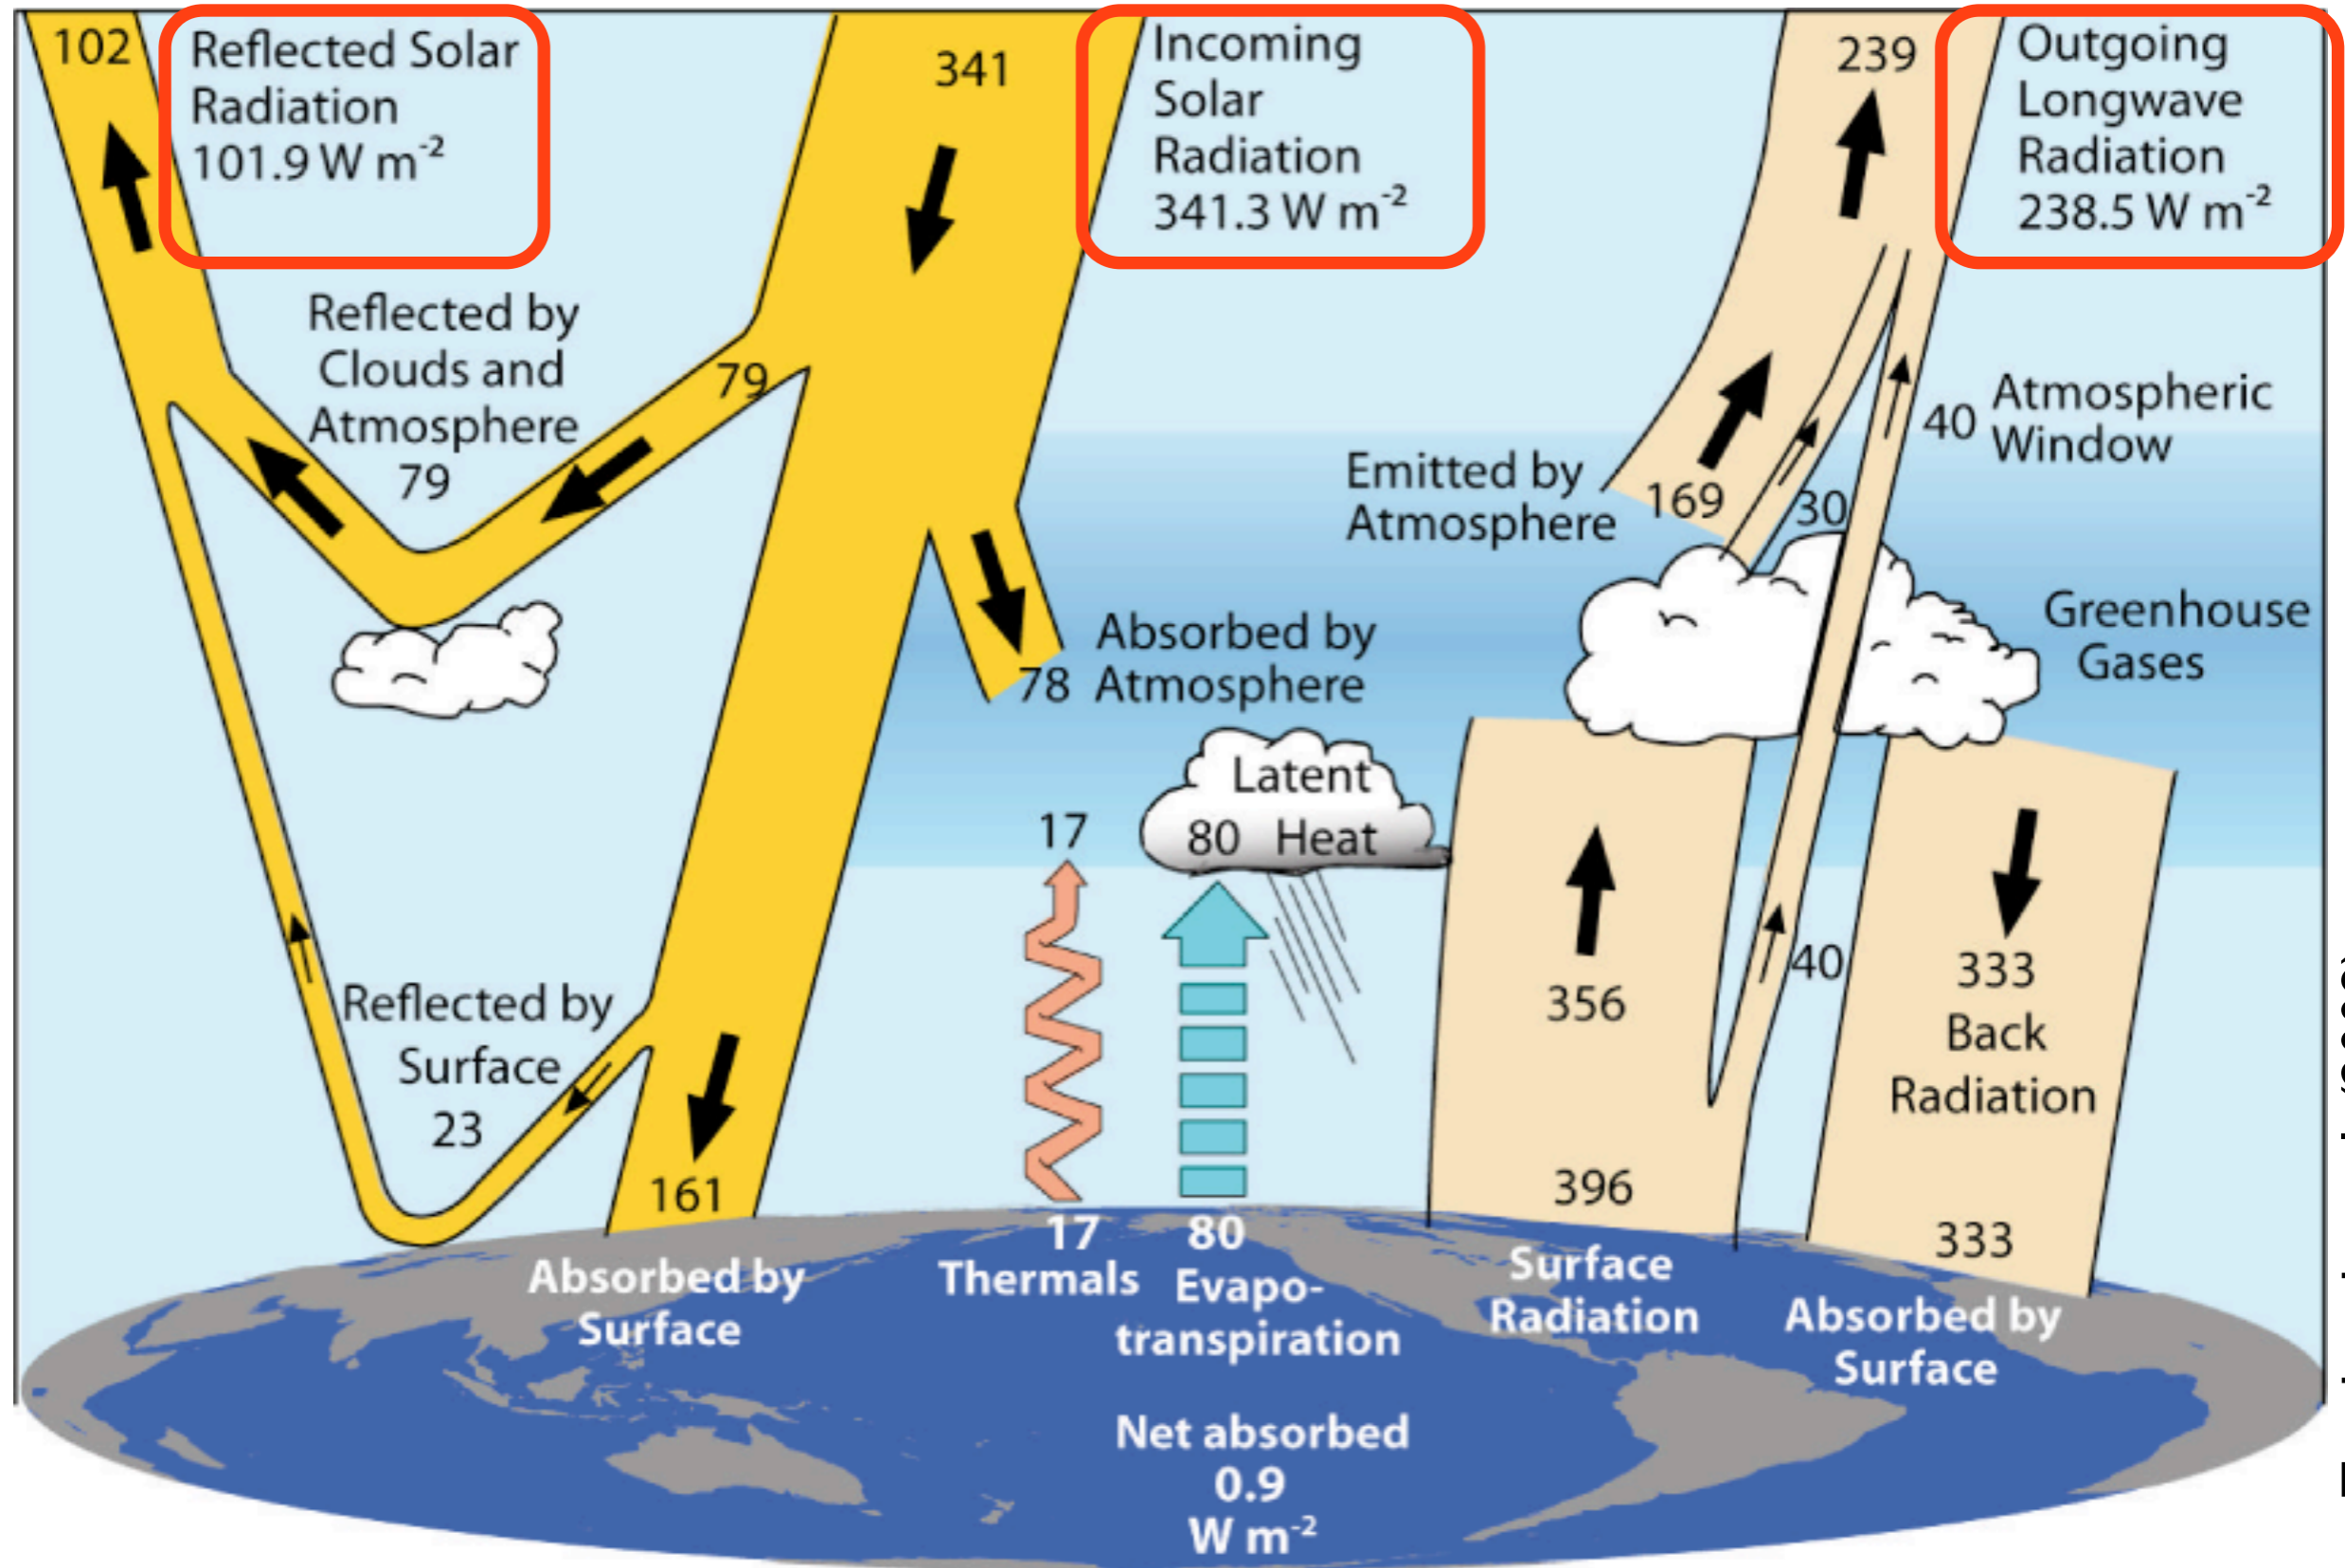 102
Reflected Solar
Radiation
101.9 W m⁻²
341
Incoming
Solar
Radiation
341.3 W m⁻²
239
Outgoing
Longwave
Radiation
238.5 W m⁻²
Reflected by
Clouds and
Atmosphere
79
79
Emitted by
Atmosphere
169
30
40
Atmospheric
Window
Greenhouse
Gases
78
Absorbed by
Atmosphere
Latent
80 Heat
17
Reflected by
Surface
23
161
356
40
333
Back
Radiation
396
333
Absorbed by
Surface
17
Thermals
80
Evapo-
transpiration
Surface
Radiation
Absorbed by
Surface
Net absorbed
0.9
W m⁻²